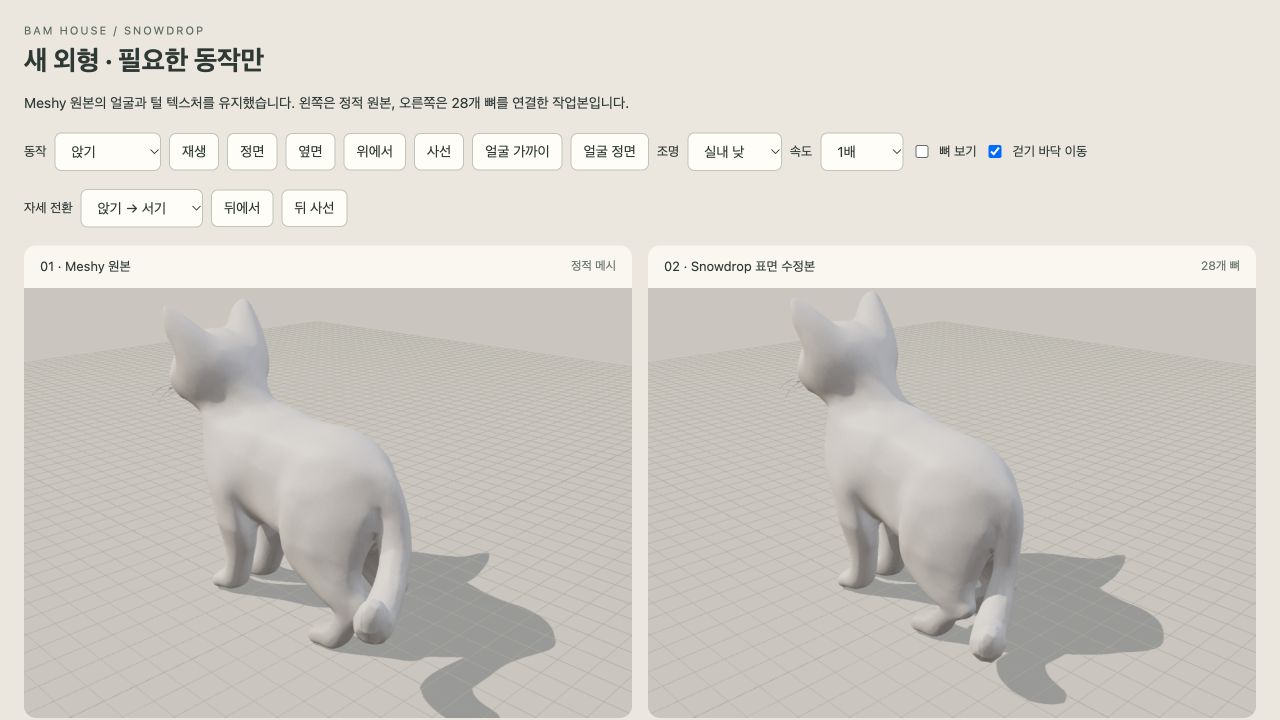 BAM HOUSE / SNOWDROP
새 외형 · 필요한 동작만
Meshy 원본의 얼굴과 털 텍스처를 유지했습니다. 왼쪽은 정적 원본, 오른쪽은 28개 뼈를 연결한 작업본입니다.
동작 앉기 재생 정면 옆면 위에서 사선 얼굴 가까이 얼굴 정면 조명 실내 낮 속도 1배 뼈 보기 걷기 바닥 이동
자세 전환 앉기 → 서기 뒤에서 뒤 사선
01 · Meshy 원본 정적 메시
02 · Snowdrop 표면 수정본 28개 뼈